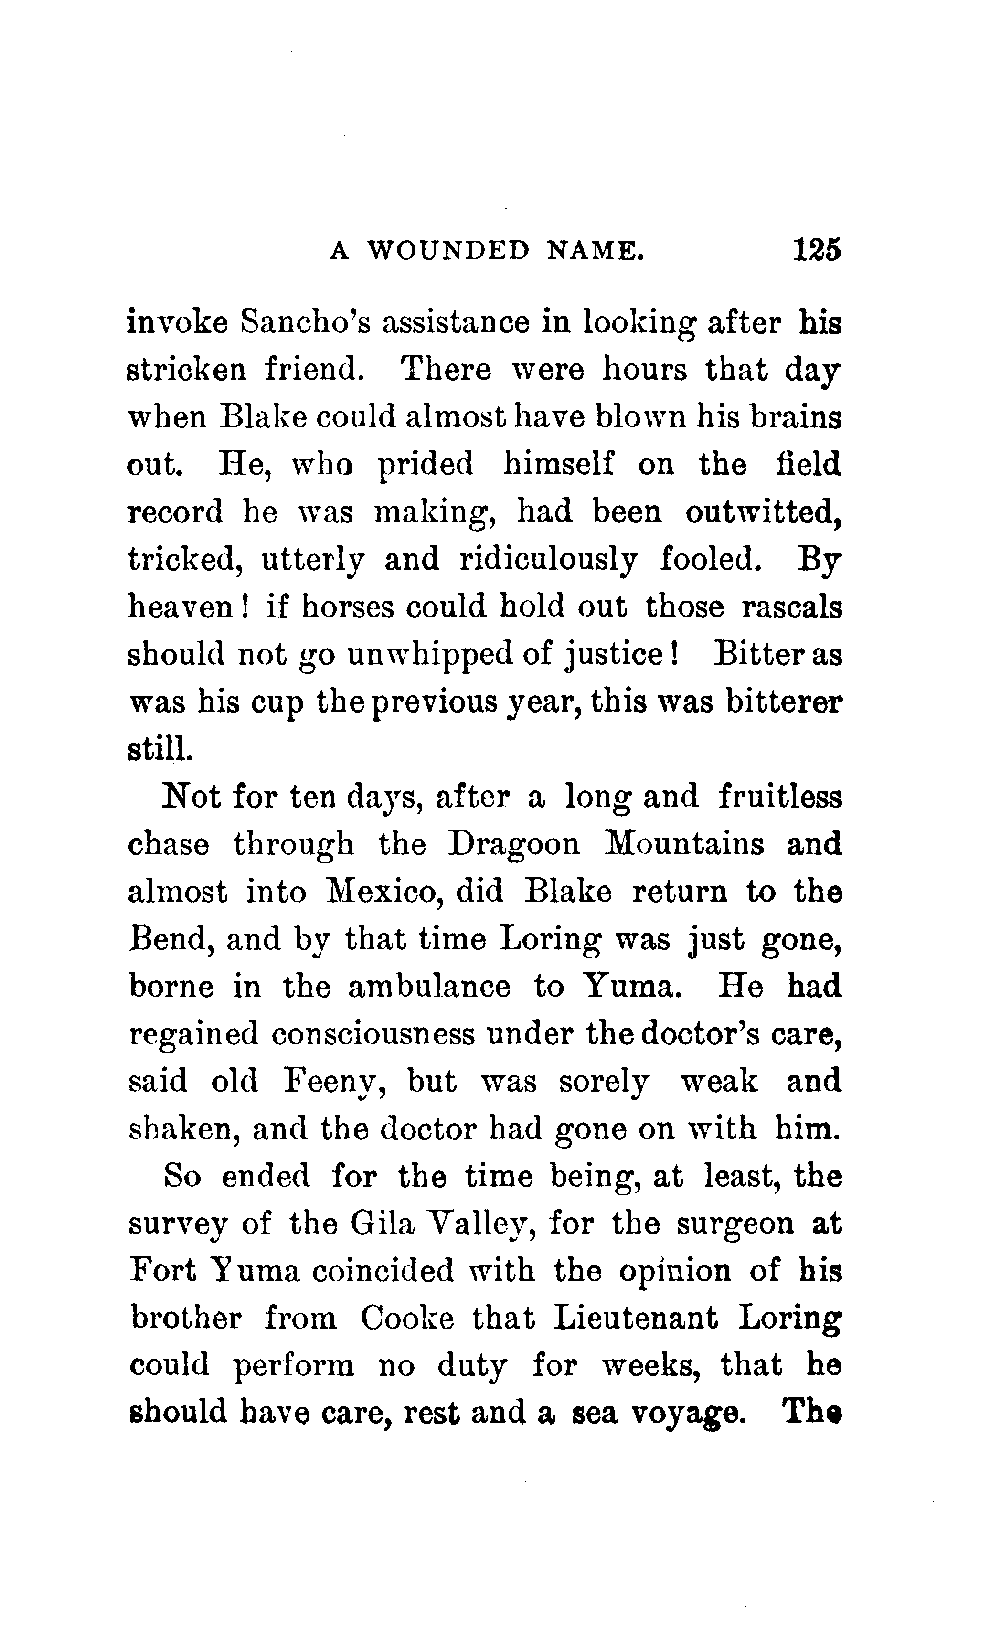 A WOUNDED NAME. 125
invoke Sancho's assistance in looking after his
stricken friend. There were hours that day
when Blake could almost have blown his brains
out. He, who prided himself on the field
record he was making, had been outwitted,
tricked, utterly and ridiculously fooled. By
heaven! if horses could hold out those rascals
should not go unwhipped of justice! Bitter as
was his cup the previous year, this was bitterer
still.
Not for ten days, after a long and fruitless
chase through the Dragoon Mountains and
almost into Mexico, did Blake return to the
Bend, and by that time Loring was just gone,
borne in the ambulance to Yuma. He had
regained consciousness under the doctor's care,
said old Feeny, but was sorely weak and
shaken, and the doctor had gone on with him.
So ended for the time being, at least, the
survey of the Gila Valley, for the surgeon at
Fort Yuma coincided with the opinion of his
brother from Cooke that Lieutenant Loring
could perform no duty for weeks, that he
should have care, rest and a sea voyage. The